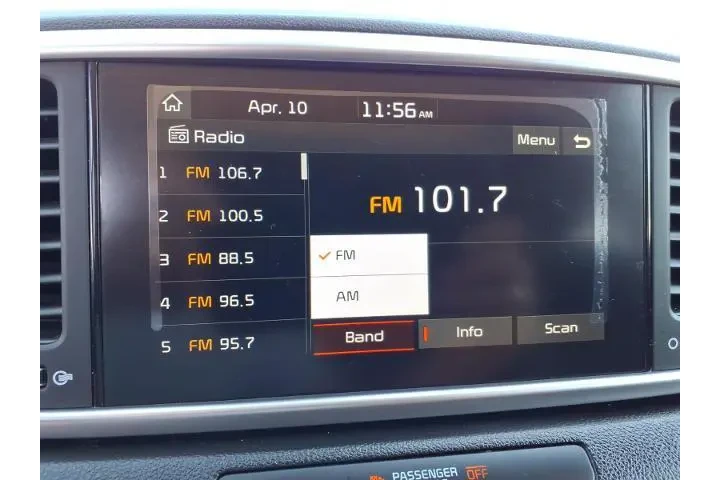 Apr. 10 11:56 AM
Radio Menu
1 FM 106.7
2 FM 100.5
3 FM 88.5
4 FM 96.5
5 FM 95.7
FM 101.7
FM
AM
Band Info Scan
PASSENGER OFF